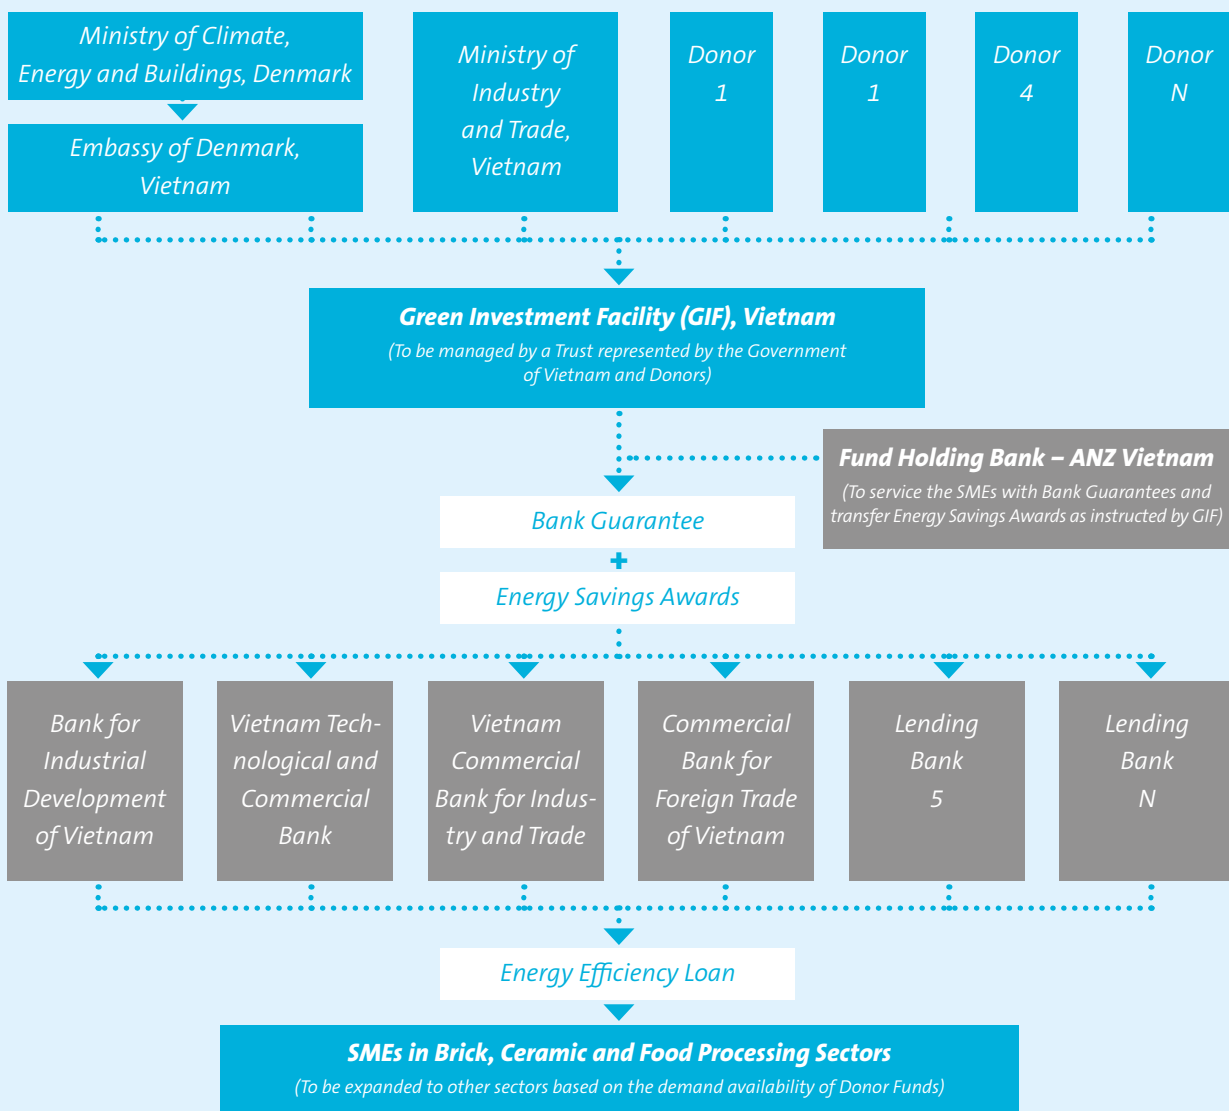 Ministry of Climate,
Energy and Buildings, Denmark
Embassy of Denmark,
Vietnam
Ministry of
Industry
and Trade,
Vietnam
Donor
1
Donor
1
Donor
4
Donor
N
Green Investment Facility (GIF), Vietnam
(To be managed by a Trust represented by the Government
of Vietnam and Donors)
Fund Holding Bank – ANZ Vietnam
(To service the SMEs with Bank Guarantees and
transfer Energy Savings Awards as instructed by GIF)
Bank Guarantee
+
Energy Savings Awards
Bank for
Industrial
Development
of Vietnam
Vietnam Tech-
nological and
Commercial
Bank
Vietnam
Commercial
Bank for Indus-
try and Trade
Commercial
Bank for
Foreign Trade
of Vietnam
Lending
Bank
5
Lending
Bank
N
Energy Efficiency Loan
SMEs in Brick, Ceramic and Food Processing Sectors
(To be expanded to other sectors based on the demand availability of Donor Funds)